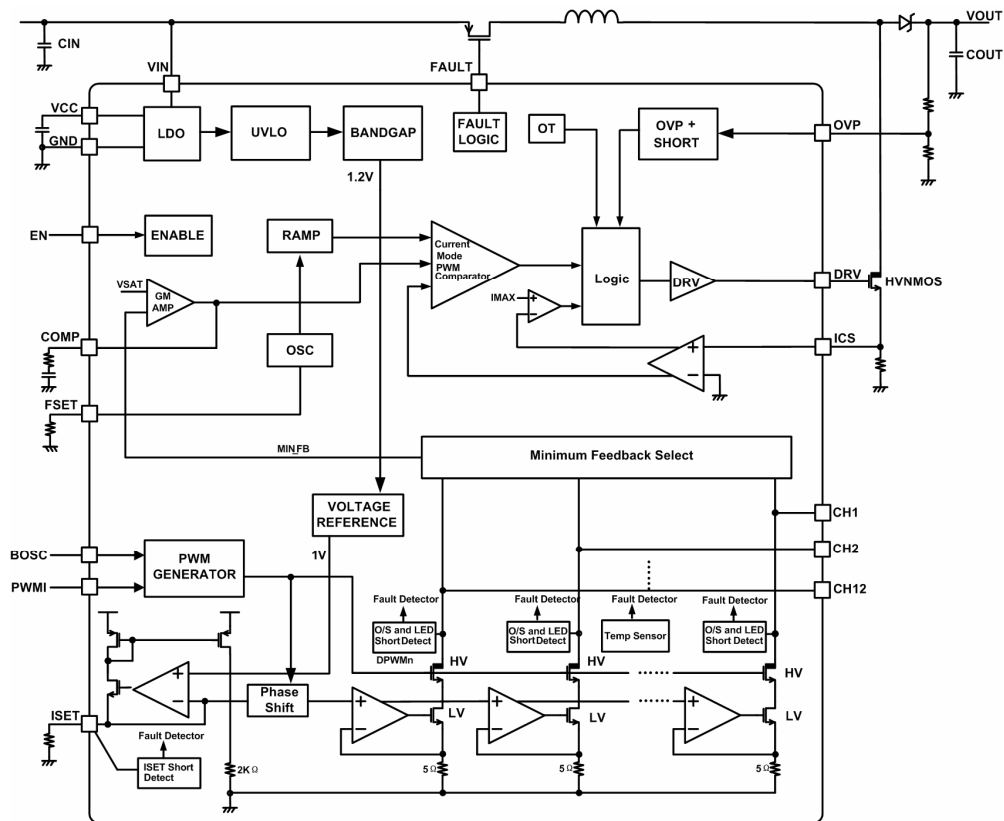 VOUT
CIN
COUT
VIN
FAULT
VCC
GND
LDO
UVLO
BANDGAP
FAULT
LOGIC
OT
OVP +
SHORT
OVP
1.2V
EN
ENABLE
RAMP
Current
Mode
PWM
Comparator
Logic
DRV
DRV
HVNMOS
VSAT
GM
AMP
IMAX
COMP
OSC
ICS
FSET
MIN_FB
Minimum Feedback Select
VOLTAGE
REFERENCE
CH1
1V
BOSC
PWM
GENERATOR
CH2
PWMI
CH12
Fault Detector
Fault Detector
Fault Detector
Fault Detector
O/S and LED
Short Detect
O/S and LED
Short Detect
Temp Sensor
O/S and LED
Short Detect
DPWMn
HV
HV
HV
Phase
Shift
LV
LV
LV
ISET
Fault Detector
ISET Short
Detect
2K Ω
5 Ω
5 Ω
5 Ω